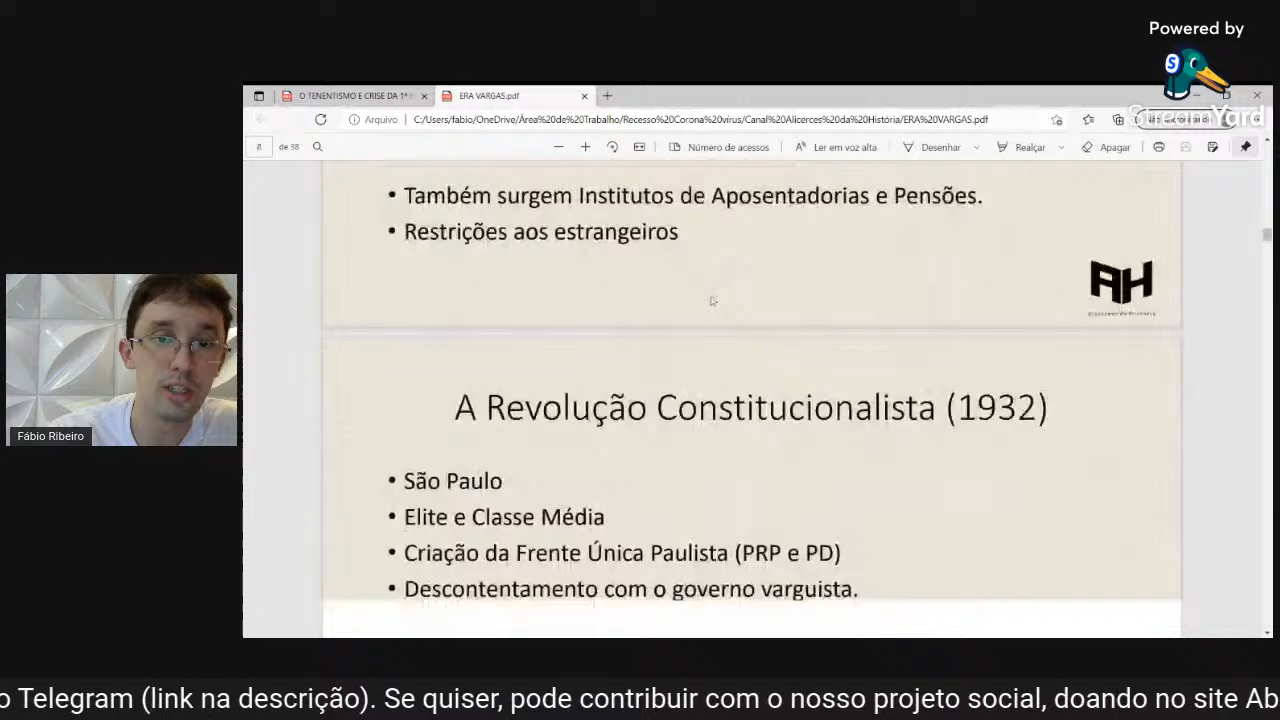 Powered by
S
StreamYard
O TENENTISMO E CRISE DA 1ª
ERA VARGAS.pdf
Arquivo
C:/Users/fabio/OneDrive/Área%20de%20Trabalho/Recesso%20Corona%20vírus/Canal%20Alicerces%20da%20História/ERA%20VARGAS.pdf
8 de 38
Número de acessos
Ler em voz alta
Desenhar
Realçar
Apagar
• Também surgem Institutos de Aposentadorias e Pensões.
• Restrições aos estrangeiros
AH
A Revolução Constitucionalista (1932)
• São Paulo
• Elite e Classe Média
• Criação da Frente Única Paulista (PRP e PD)
• Descontentamento com o governo varguista.
Fábio Ribeiro
o Telegram (link na descrição). Se quiser, pode contribuir com o nosso projeto social, doando no site Ab